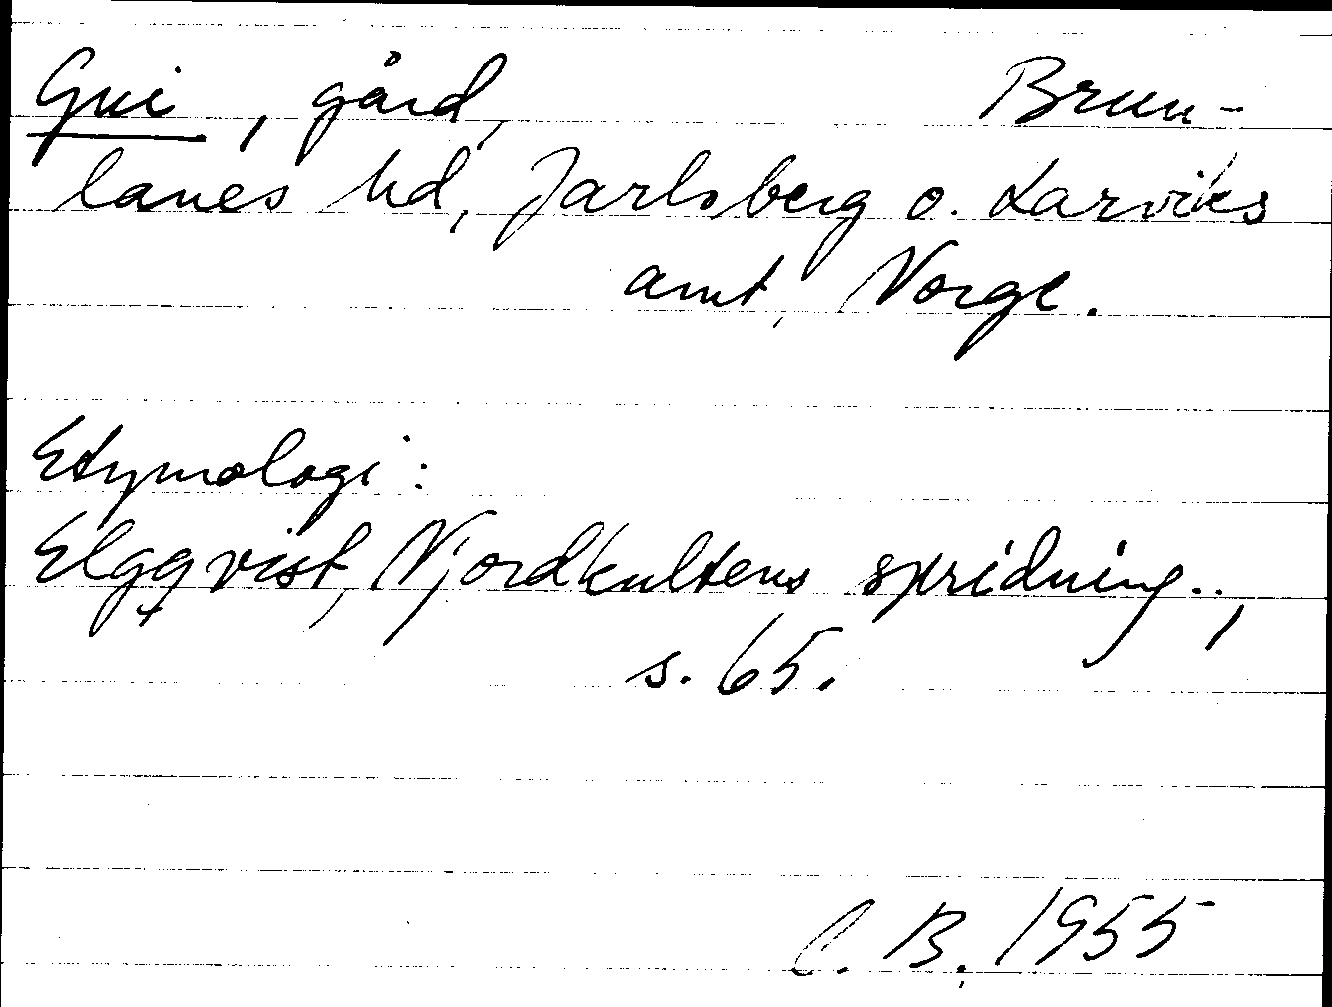 Gui, gård, Brun-
lanes hd, Jarlsberg o. Larviks
amt, Norge.
Etymologi:
Elgqvist, Njordkultens spridning..,
s. 65.
C. B. 1955